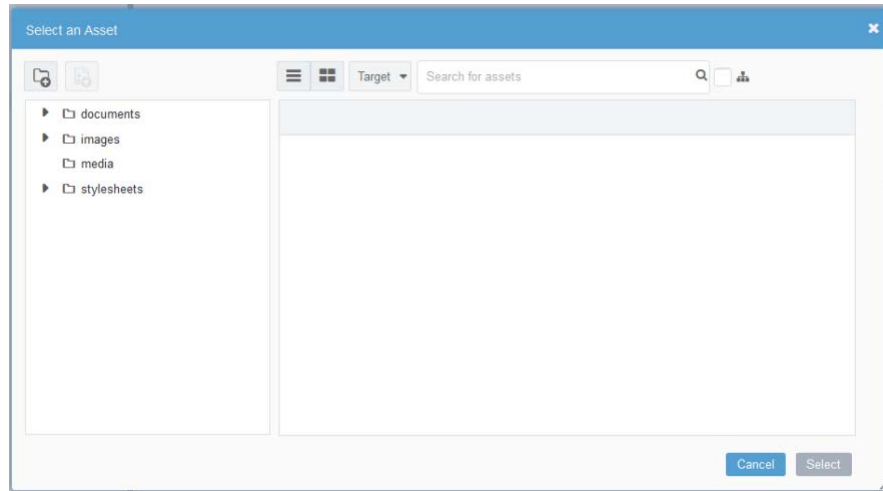 Select an Asset
Target
Search for assets
documents
images
media
stylesheets
Cancel
Select